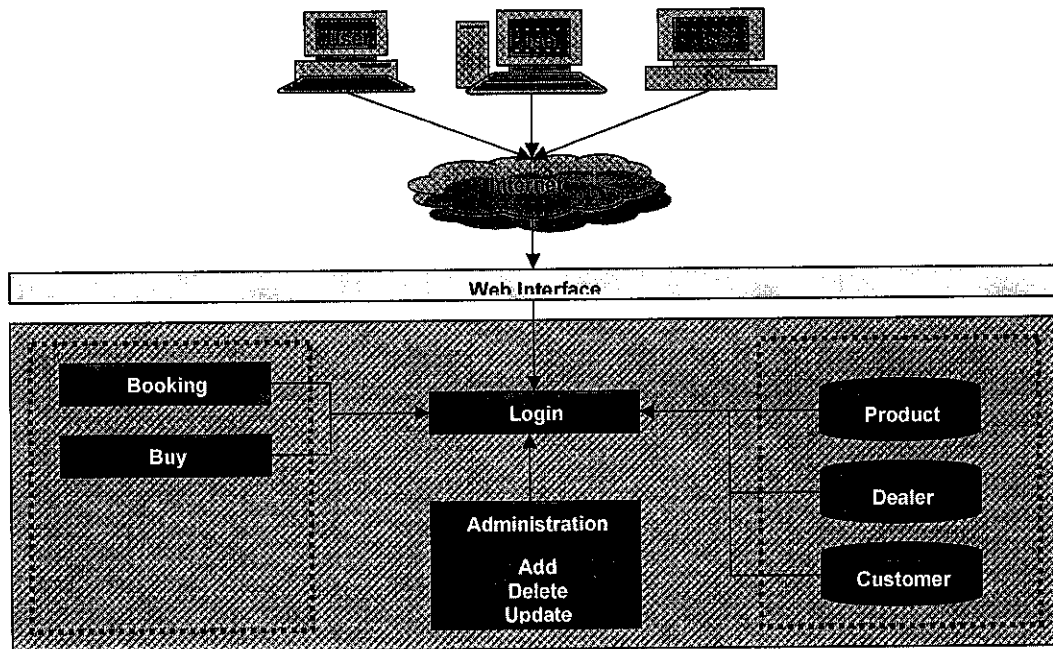 User
User
User
Internet
Web Interface
Booking
Buy
Login
Administration
Add
Delete
Update
Product
Dealer
Customer